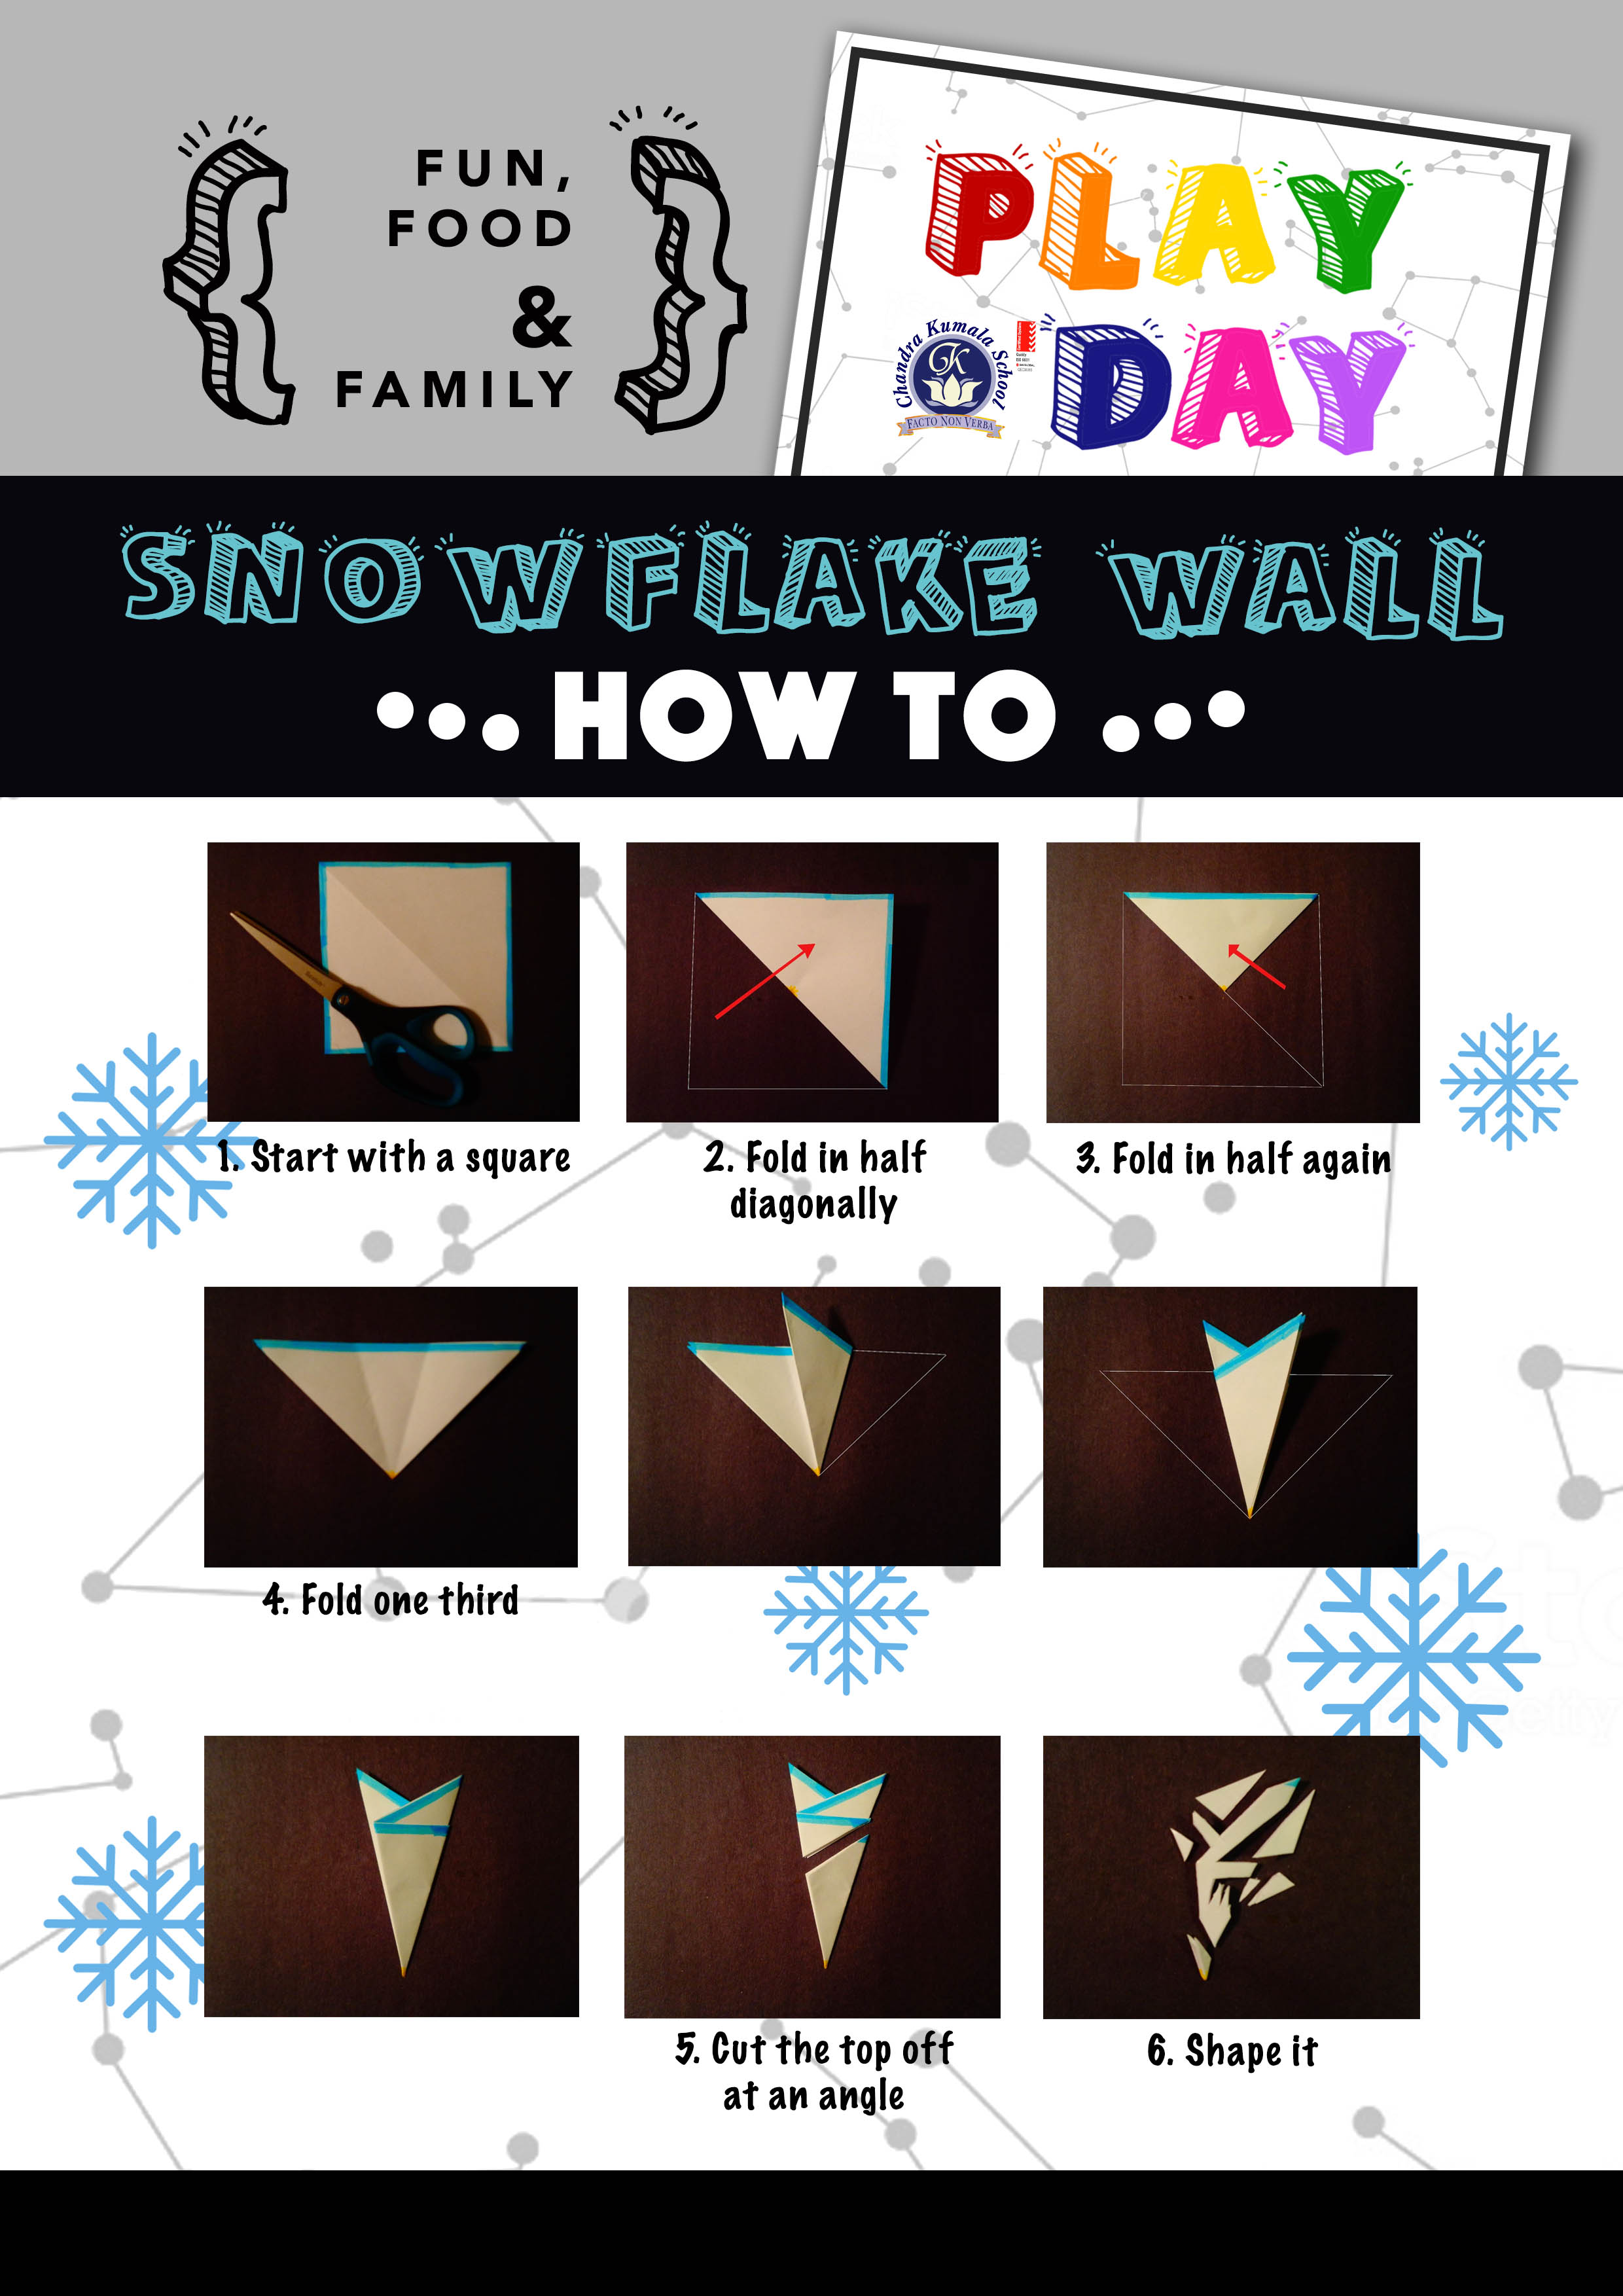 FUN,
FOOD
&
FAMILY
PLAY
DAY
Chandra Kumala School
CK
FACTO NON VERBA
SNOWFLAKE WALL
HOW TO
1. Start with a square
2. Fold in half
diagonally
3. Fold in half again
4. Fold one third
5. Cut the top off
at an angle
6. Shape it